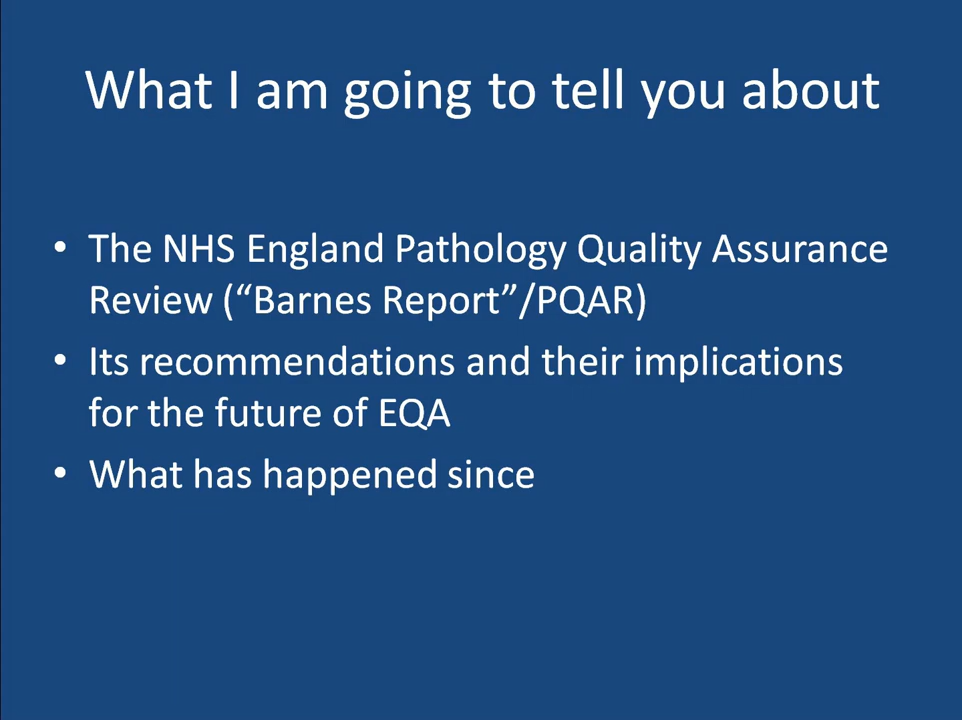 What I am going to tell you about
• The NHS England Pathology Quality Assurance
Review (“Barnes Report”/PQAR)
• Its recommendations and their implications
for the future of EQA
• What has happened since